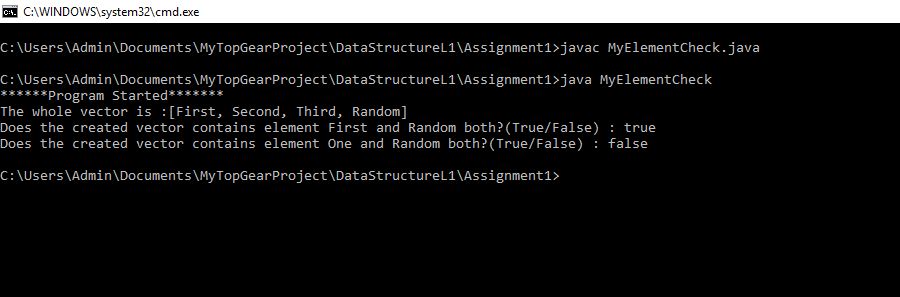 C:\WINDOWS\system32\cmd.exe
C:\Users\Admin\Documents\MyTopGearProject\DataStructureL1\Assignment1>javac MyElementCheck.java
C:\Users\Admin\Documents\MyTopGearProject\DataStructureL1\Assignment1>java MyElementCheck
******Program Started*******
The whole vector is :[First, Second, Third, Random]
Does the created vector contains element First and Random both?(True/False) : true
Does the created vector contains element One and Random both?(True/False) : false
C:\Users\Admin\Documents\MyTopGearProject\DataStructureL1\Assignment1>